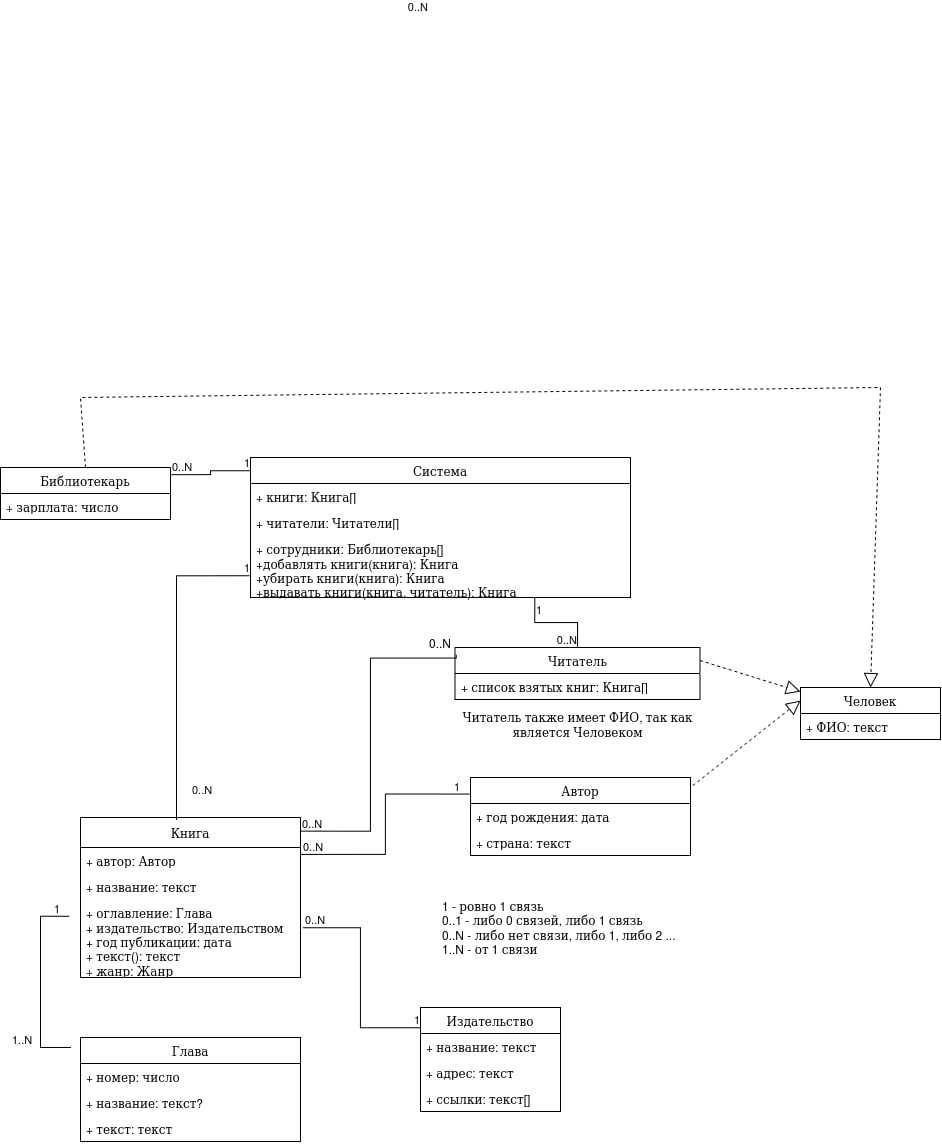 0..N
Библиотекарь
+ зарплата: число
0..N
1
Система
+ книги: Книга[]
+ читатели: Читатели[]
+ сотрудники: Библиотекарь[]
+добавлять книги(книга): Книга
+убирать книги(книга): Книга
+выдавать книги(книга, читатель): Книга
1
1
0..N
0..N
Читатель
+ список взятых книг: Книга[]
Читатель также имеет ФИО, так как
является Человеком
Человек
+ ФИО: текст
0..N
1
Автор
+ год рождения: дата
+ страна: текст
0..N
0..N
Книга
+ автор: Автор
+ название: текст
+ оглавление: Глава
+ издательство: Издательством
+ год публикации: дата
+ текст(): текст
+ жанр: Жанр
1
0..N
1 - ровно 1 связь
0..1 - либо 0 связей, либо 1 связь
0..N - либо нет связи, либо 1, либо 2 ...
1..N - от 1 связи
1..N
1
Издательство
+ название: текст
+ адрес: текст
+ ссылки: текст[]
Глава
+ номер: число
+ название: текст?
+ текст: текст